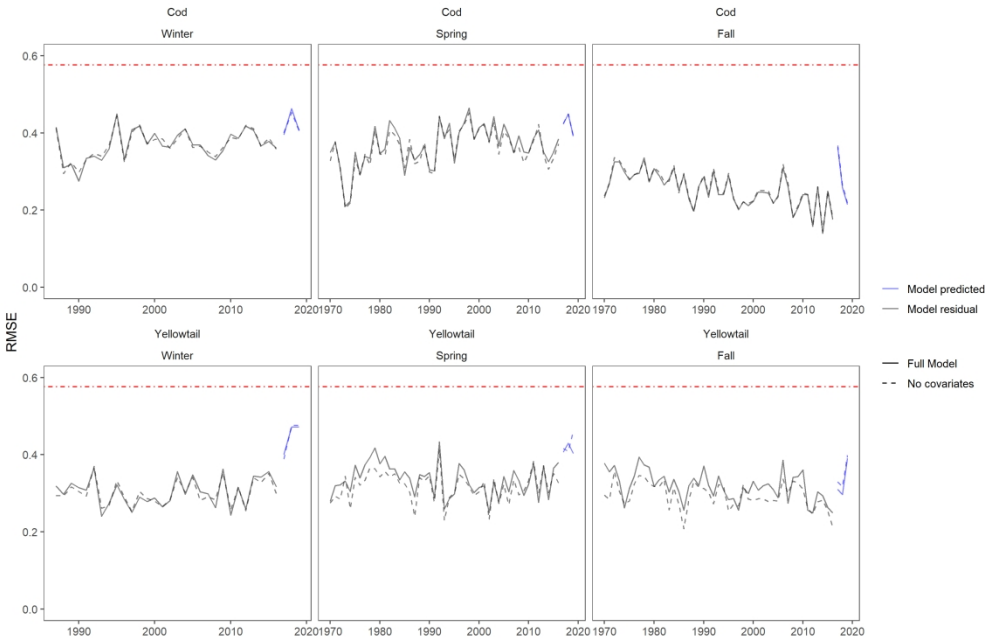 Cod
Winter
Cod
Spring
Cod
Fall
0.6
0.4
0.2
0.0
1990
2000
2010
2020
1970
1980
1990
2000
2010
2020
1970
1980
1990
2000
2010
2020
Yellowtail
Winter
Yellowtail
Spring
Yellowtail
Fall
0.6
0.4
0.2
0.0
1990
2000
2010
2020
1970
1980
1990
2000
2010
2020
1970
1980
1990
2000
2010
2020
RMSE
Model predicted
Model residual
Full Model
No covariates